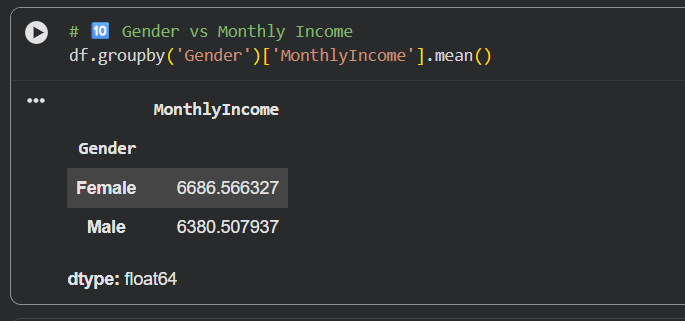 # 🔟 Gender vs Monthly Income
df.groupby('Gender')['MonthlyIncome'].mean()
MonthlyIncome
Gender
Female 6686.566327
Male 6380.507937
dtype: float64